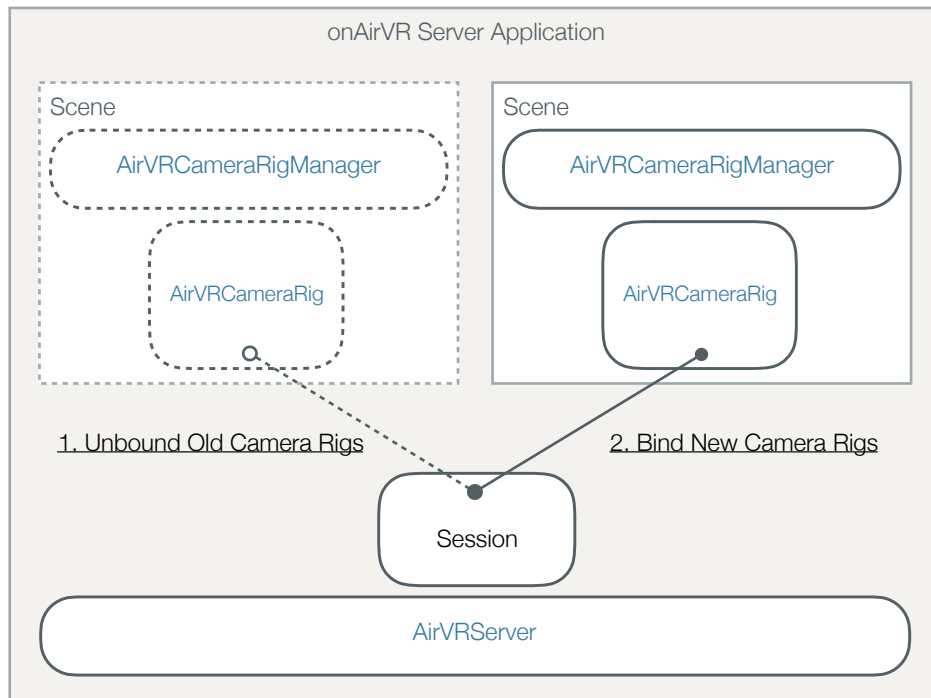 onAirVR Server Application
Scene
AirVRCameraRigManager
AirVRCameraRig
Scene
AirVRCameraRigManager
AirVRCameraRig
1. Unbound Old Camera Rigs
2. Bind New Camera Rigs
Session
AirVRServer